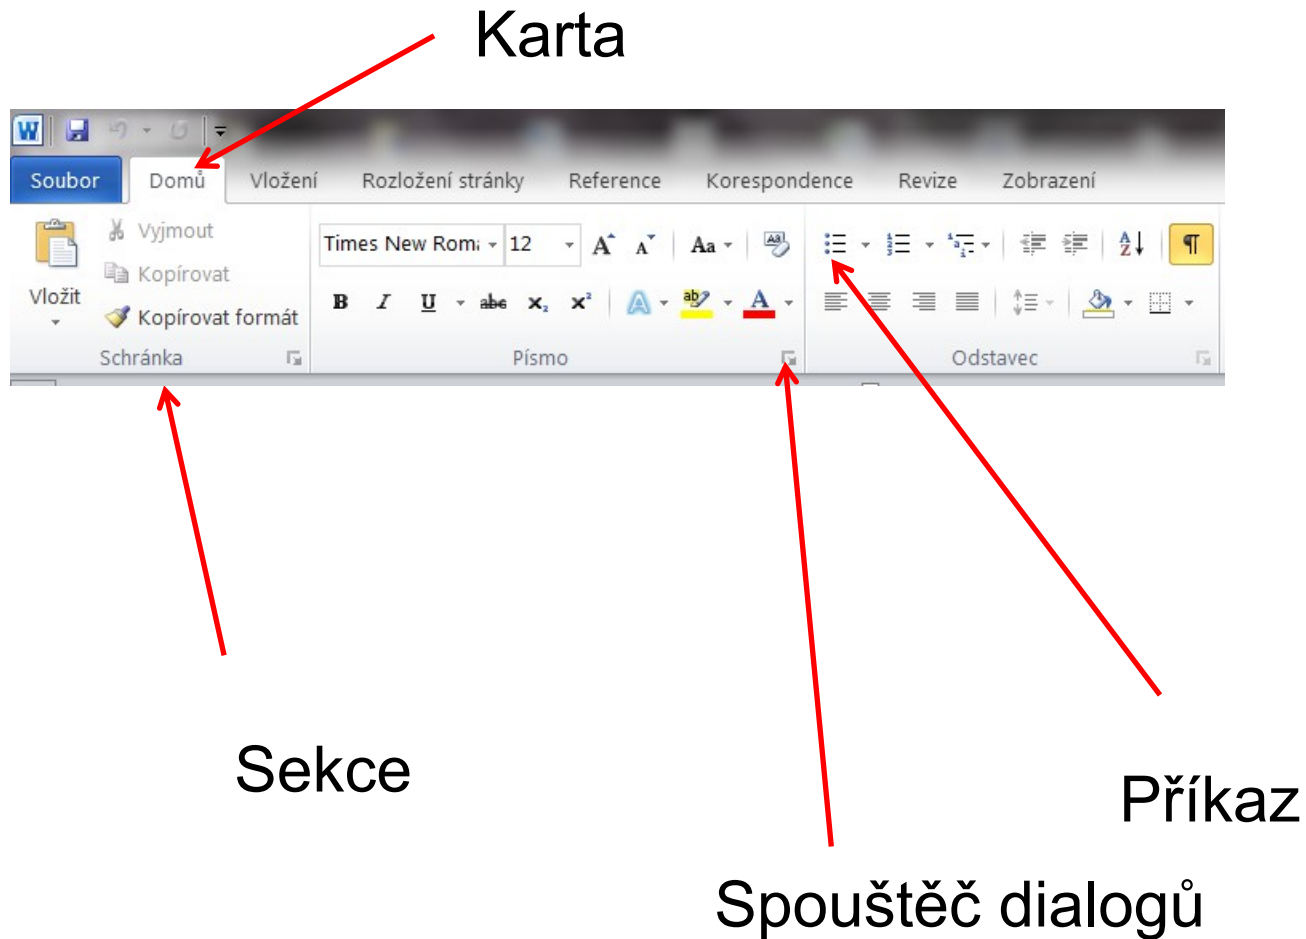 Karta
Soubor Domů Vložení Rozložení stránky Reference Korespondence Revize Zobrazení
Vyjmout
Times New Rom 12
Kopírovat
Vložit
Kopírovat formát
Schránka Písmo Odstavec
Sekce
Příkaz
Spouštěč dialogů